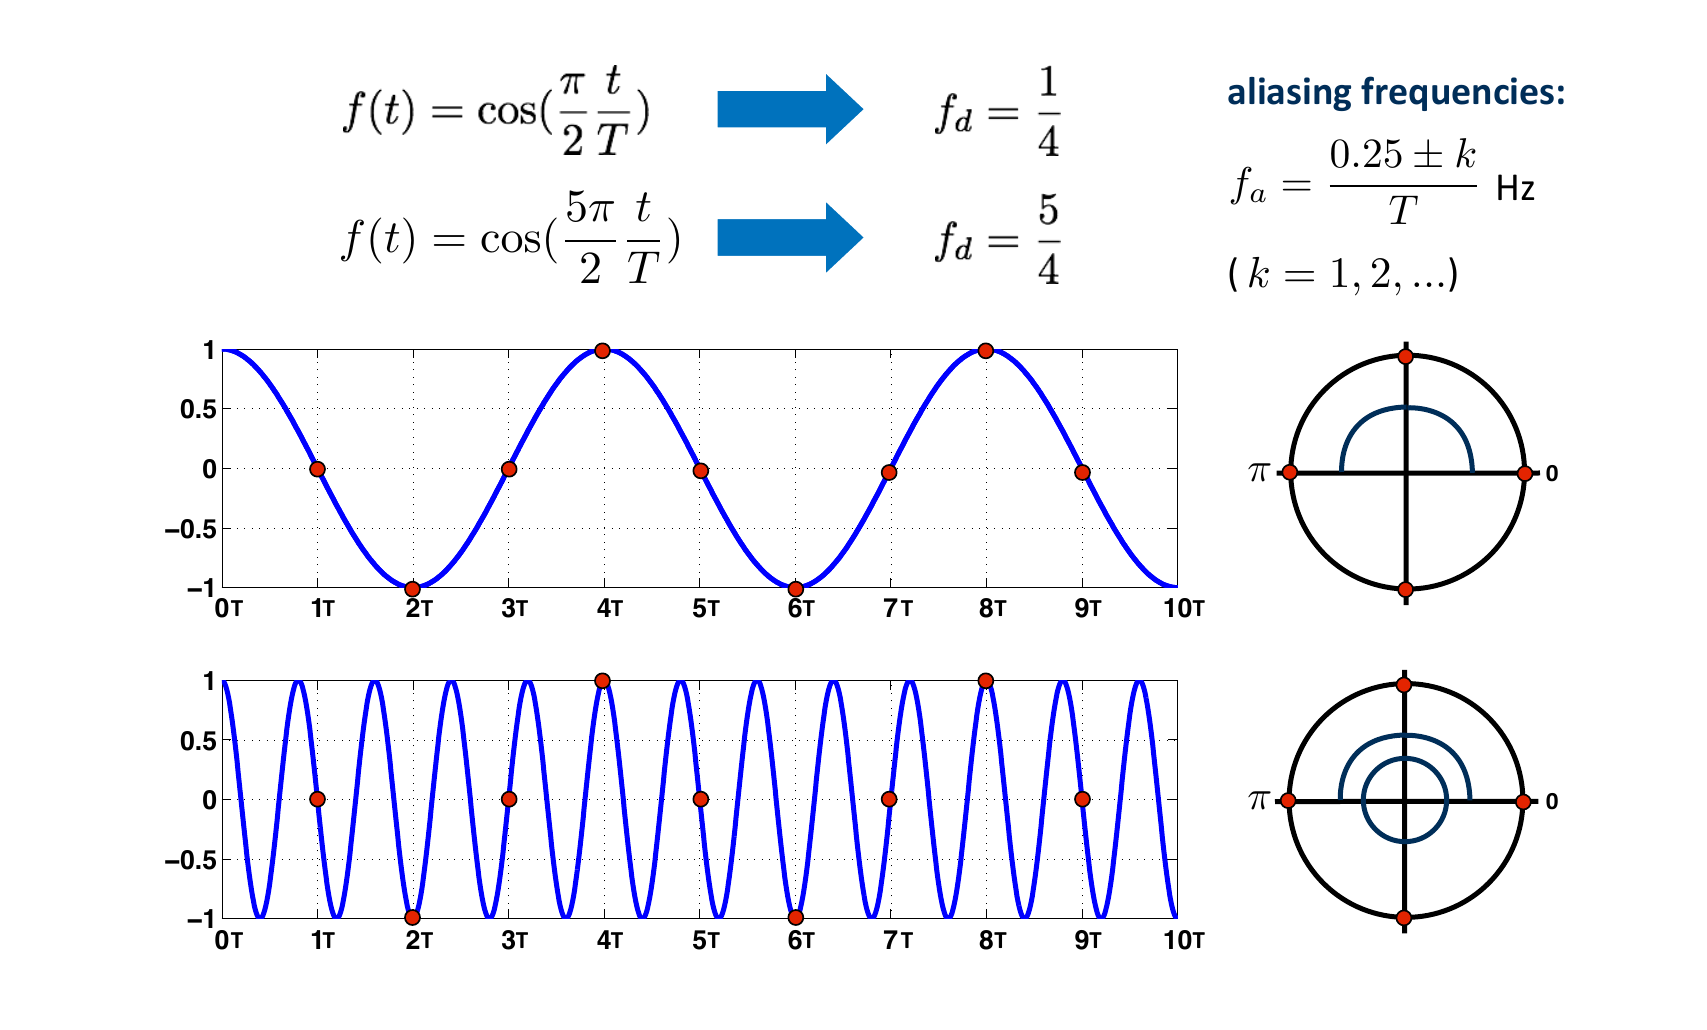 f(t) = cos(π/2 t/T)
f_d = 1/4
f(t) = cos(5π/2 t/T)
f_d = 5/4
aliasing frequencies:
f_a = (0.25 ± k)/T Hz
( k = 1, 2, ...)
1
0.5
0
−0.5
−1
0T 1T 2T 3T 4T 5T 6T 7T 8T 9T 10T
π 0
1
0.5
0
−0.5
−1
0T 1T 2T 3T 4T 5T 6T 7T 8T 9T 10T
π 0